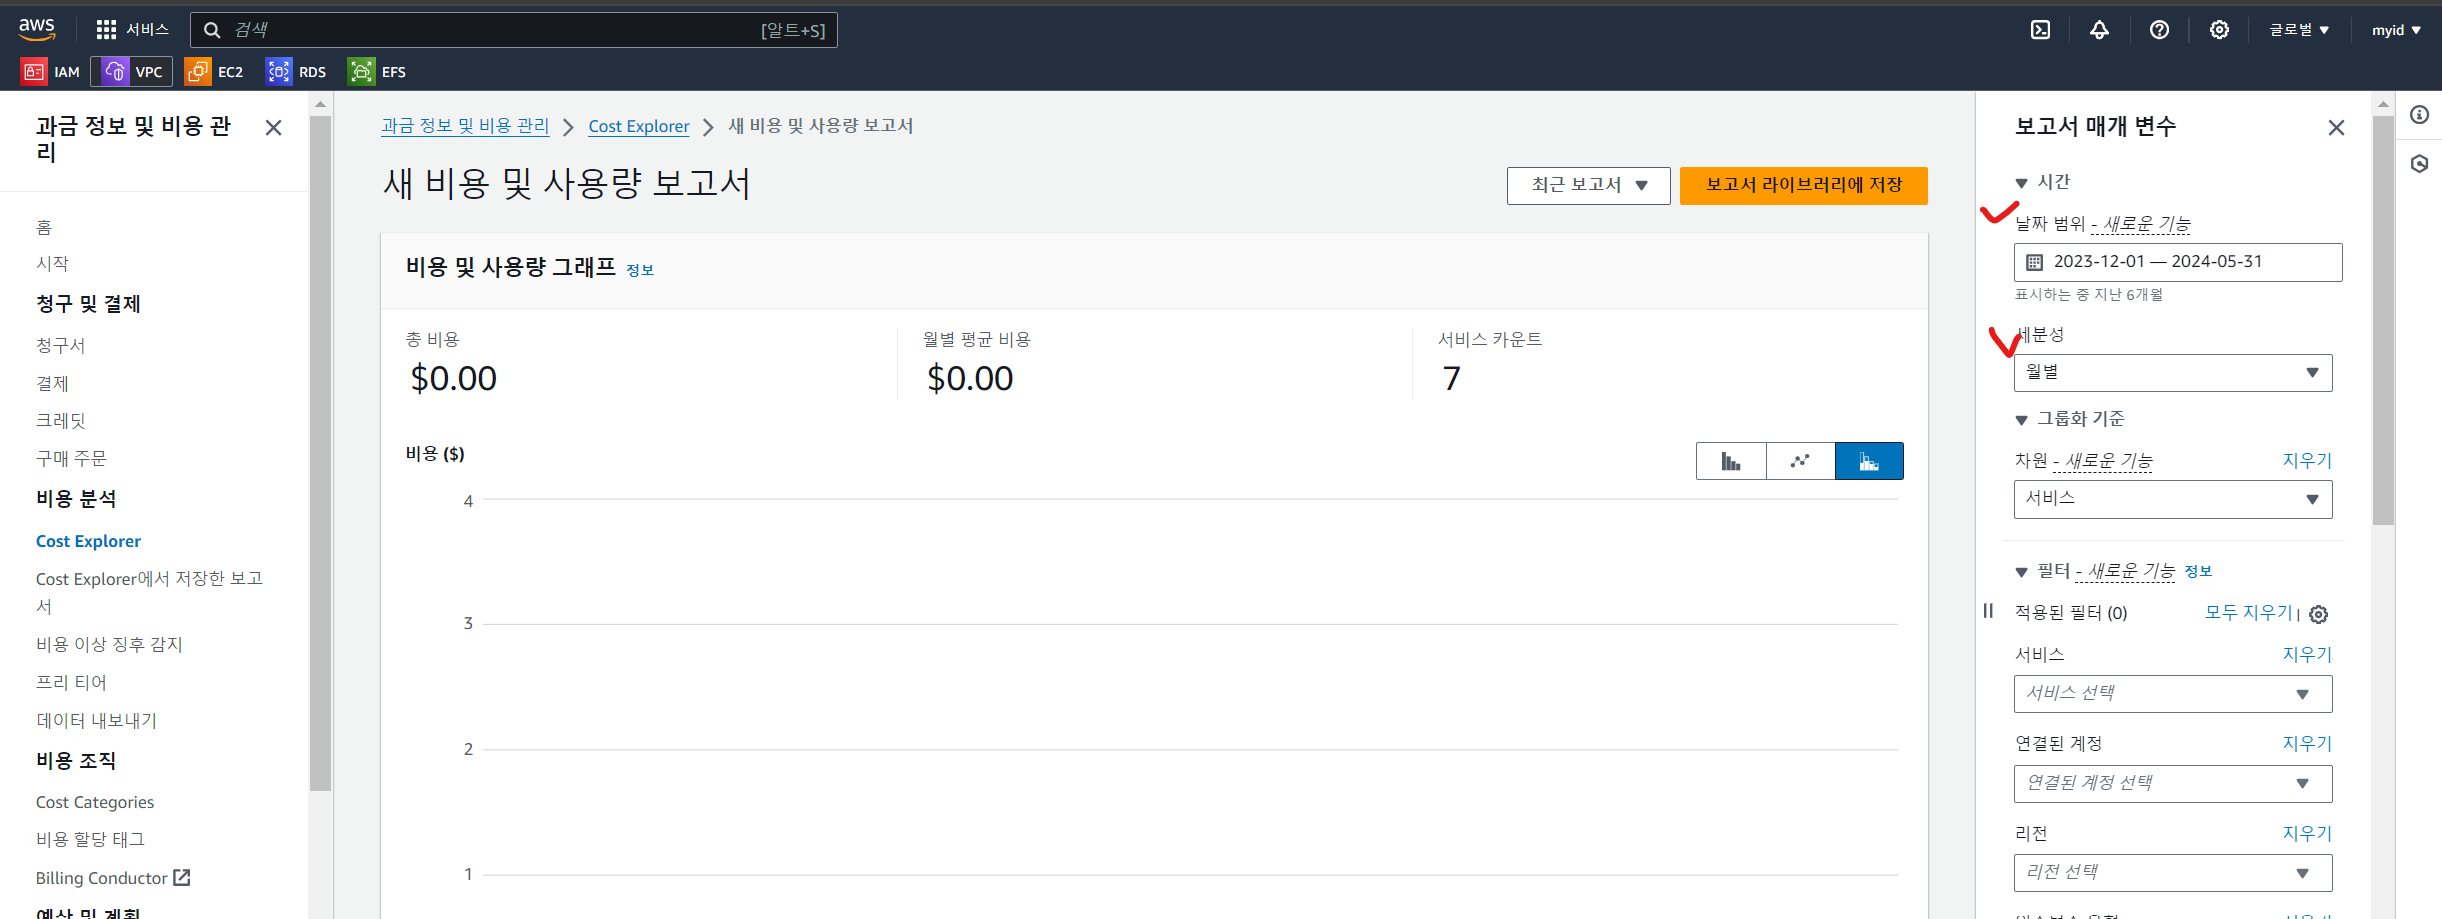 aws
서비스
검색
[알트+S]
글로벌
myid
IAM
VPC
EC2
RDS
EFS
과금 정보 및 비용 관
리
홈
시작
청구 및 결제
청구서
결제
크레딧
구매 주문
비용 분석
Cost Explorer
Cost Explorer에서 저장한 보고
서
비용 이상 징후 감지
프리 티어
데이터 내보내기
비용 조직
Cost Categories
비용 할당 태그
Billing Conductor
예산 및 계획
과금 정보 및 비용 관리
Cost Explorer
새 비용 및 사용량 보고서
새 비용 및 사용량 보고서
최근 보고서
보고서 라이브러리에 저장
비용 및 사용량 그래프 정보
총 비용
$0.00
월별 평균 비용
$0.00
서비스 카운트
7
비용 ($)
4
3
2
1
보고서 매개 변수
시간
날짜 범위 - 새로운 기능
2023-12-01 — 2024-05-31
표시하는 중 지난 6개월
세분성
월별
그룹화 기준
차원 - 새로운 기능 지우기
서비스
필터 - 새로운 기능 정보
적용된 필터 (0) 모두 지우기
서비스 지우기
서비스 선택
연결된 계정 지우기
연결된 계정 선택
리전 지우기
리전 선택